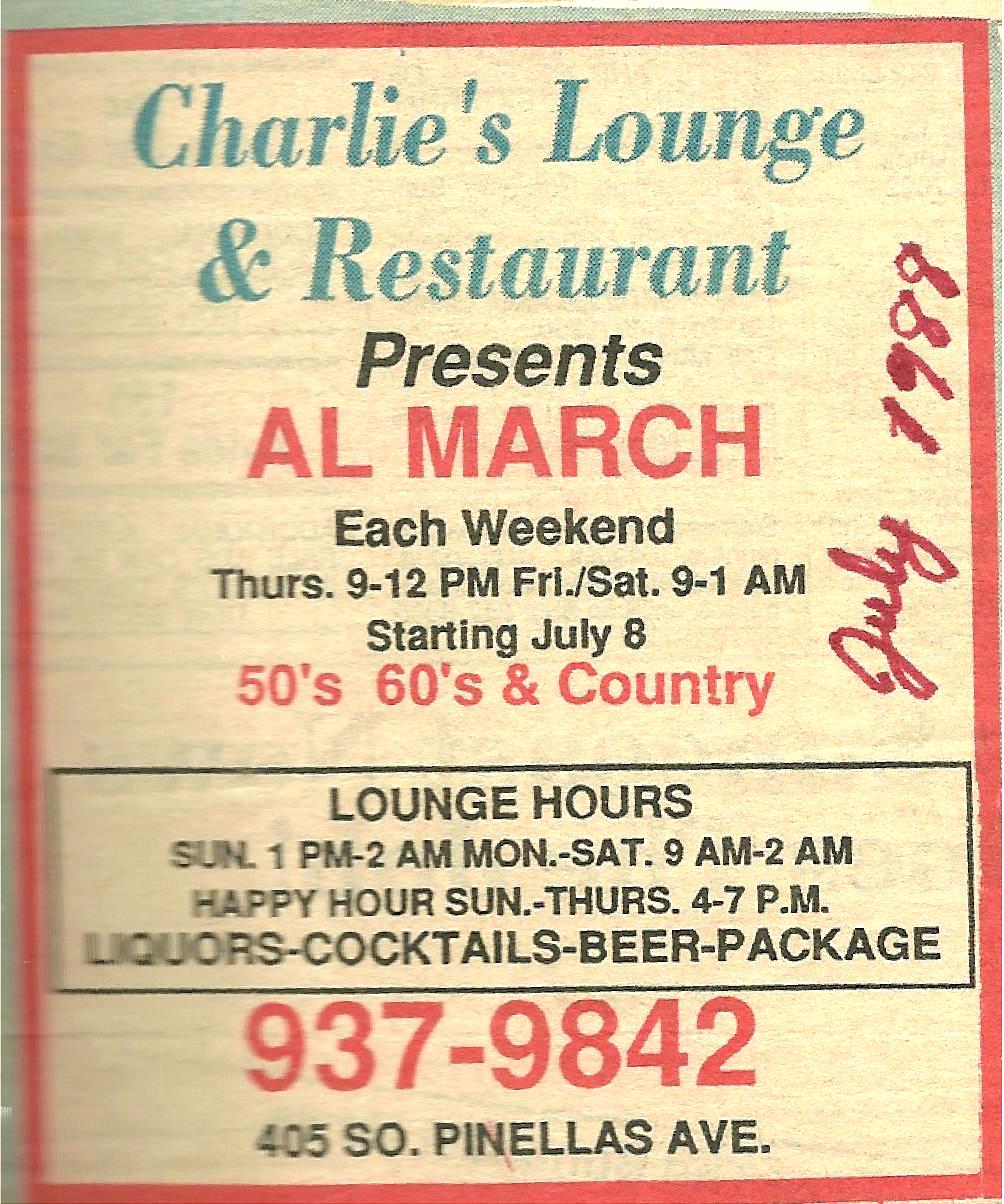 Charlie's Lounge
& Restaurant
Presents
AL MARCH
Each Weekend
Thurs. 9-12 PM Fri./Sat. 9-1 AM
Starting July 8
50's 60's & Country
July 1988
LOUNGE HOURS
SUN. 1 PM-2 AM MON.-SAT. 9 AM-2 AM
HAPPY HOUR SUN.-THURS. 4-7 P.M.
LIQUORS-COCKTAILS-BEER-PACKAGE
937-9842
405 SO. PINELLAS AVE.